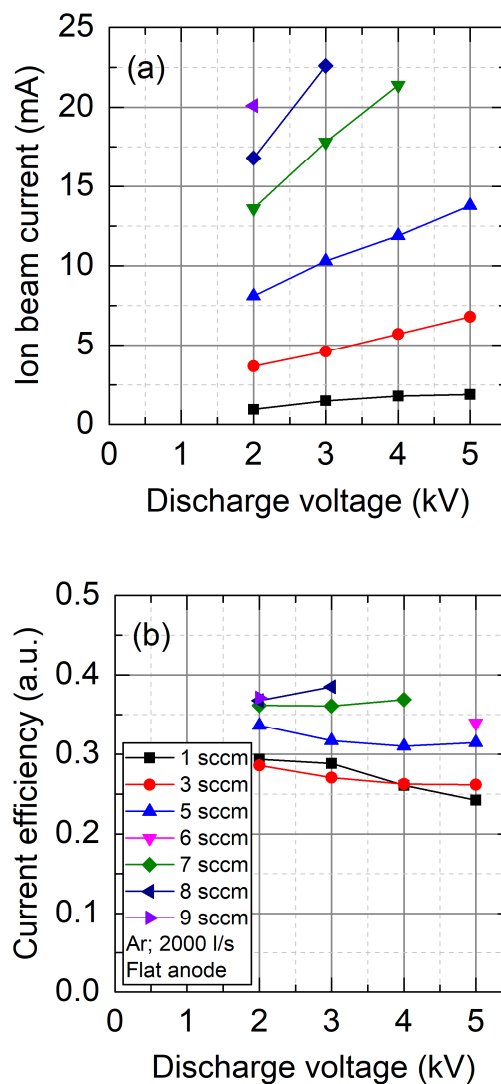 (a)
Ion beam current (mA)
25
20
15
10
5
0
0 1 2 3 4 5
Discharge voltage (kV)
(b)
Current efficiency (a.u.)
0.5
0.4
0.3
0.2
0.1
0.0
1 sccm
3 sccm
5 sccm
6 sccm
7 sccm
8 sccm
9 sccm
Ar; 2000 l/s
Flat anode
0 1 2 3 4 5
Discharge voltage (kV)